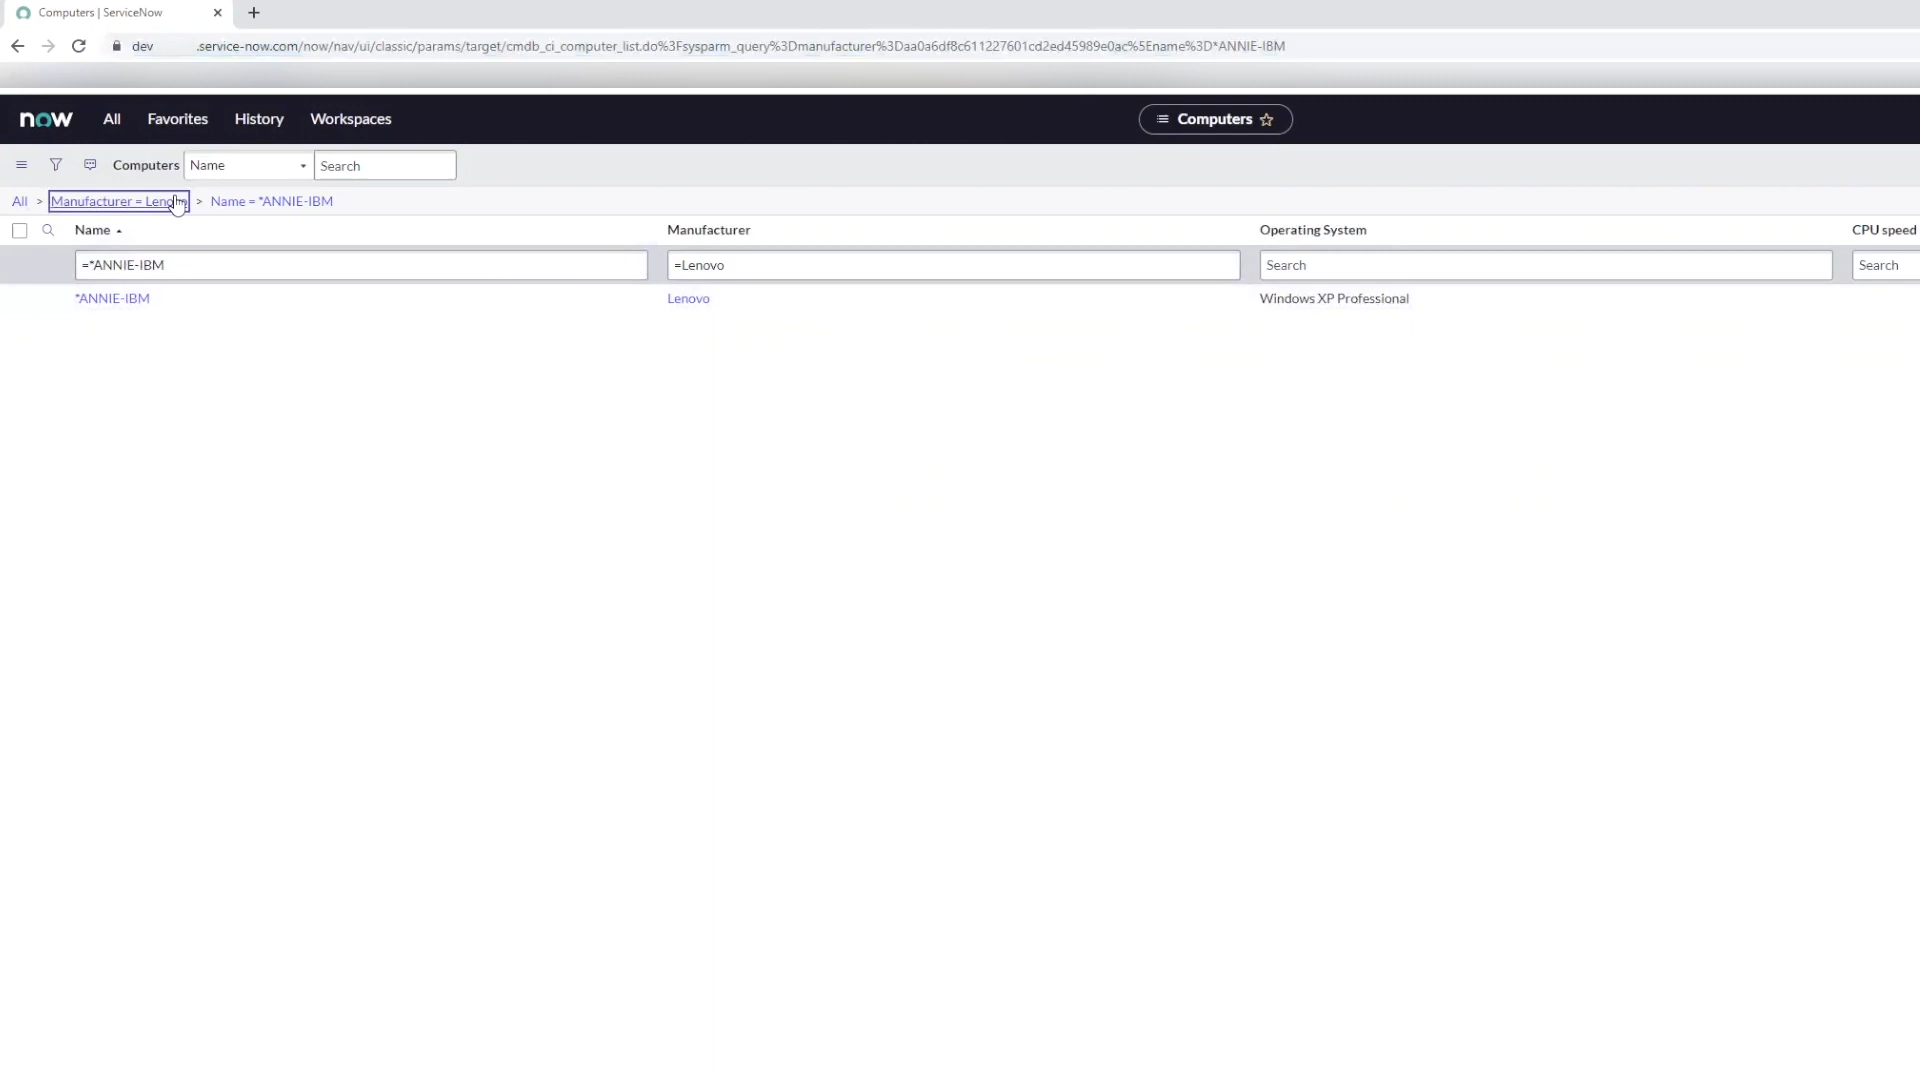 Computers | ServiceNow
dev .service-now.com/now/nav/ui/classic/params/target/cmdb_ci_computer_list.do%3Fsysparm_query%3Dmanufacturer%3Daa0a6df8c611227601cd2ed45989e0ac%5Ename%3D*ANNIE-IBM
now All Favorites History Workspaces Computers
Computers Name Search
All > Manufacturer = Lenovo > Name = *ANNIE-IBM
Name Manufacturer Operating System CPU speed
=*ANNIE-IBM =Lenovo Search Search
*ANNIE-IBM Lenovo Windows XP Professional